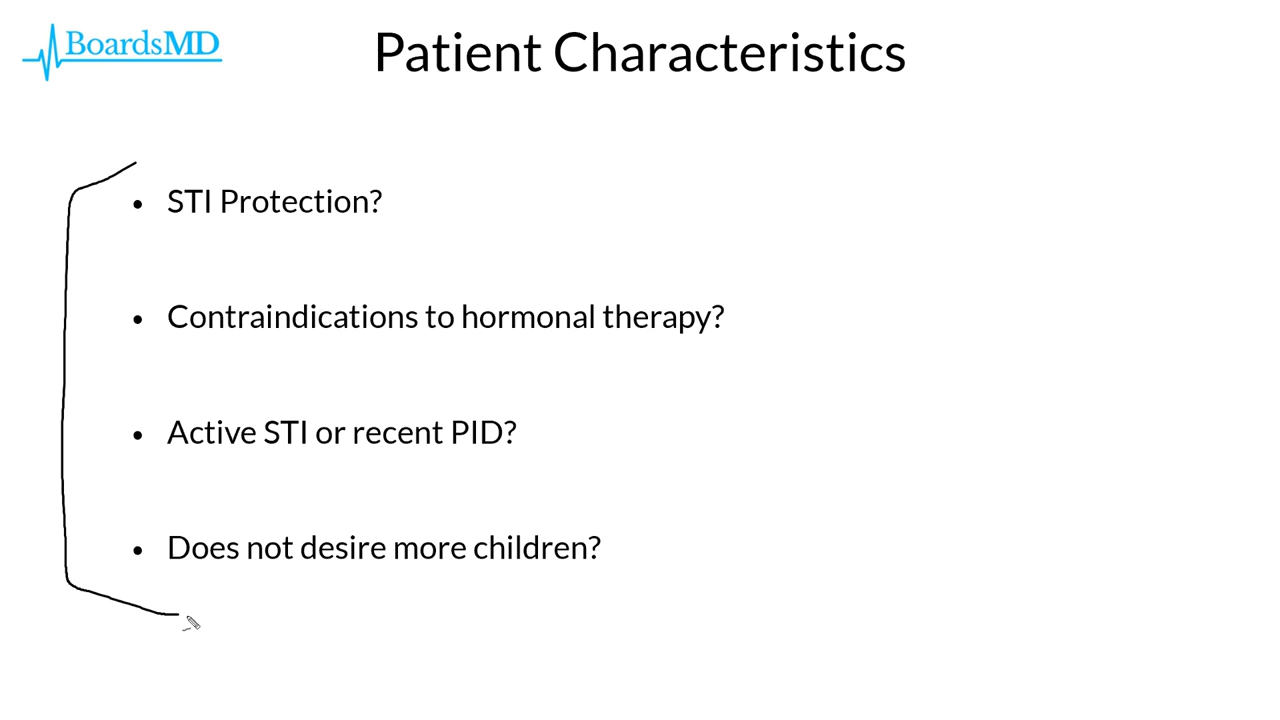 BoardsMD
Patient Characteristics
• STI Protection?
• Contraindications to hormonal therapy?
• Active STI or recent PID?
• Does not desire more children?